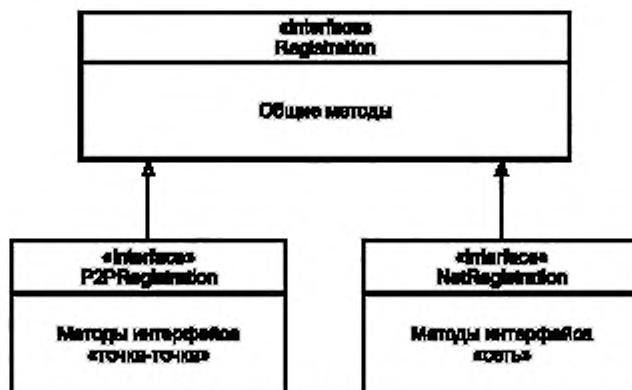 «interface»
Registration
Общие методы
«interface»
P2PRegistration
«interface»
NetRegistration
Методы интерфейса
«точка-точка»
Методы интерфейса
«сеть»